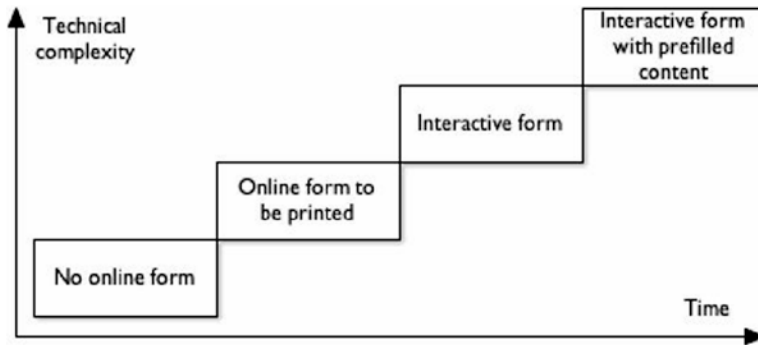 Technical
complexity
Interactive form
with prefilled
content
Interactive form
Online form to
be printed
No online form
Time